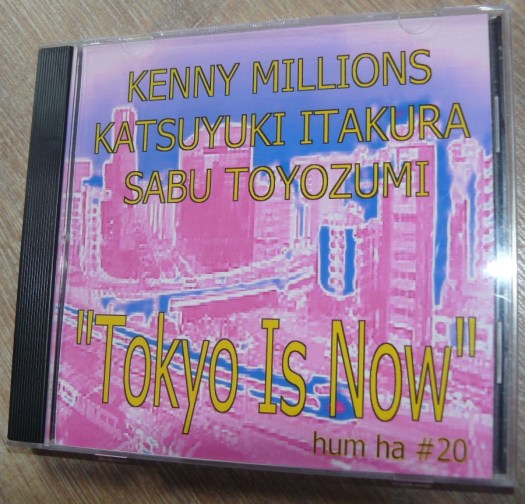 KENNY MILLIONS
KATSUYUKI ITAKURA
SABU TOYOZUMI
"Tokyo Is Now"
hum ha #20